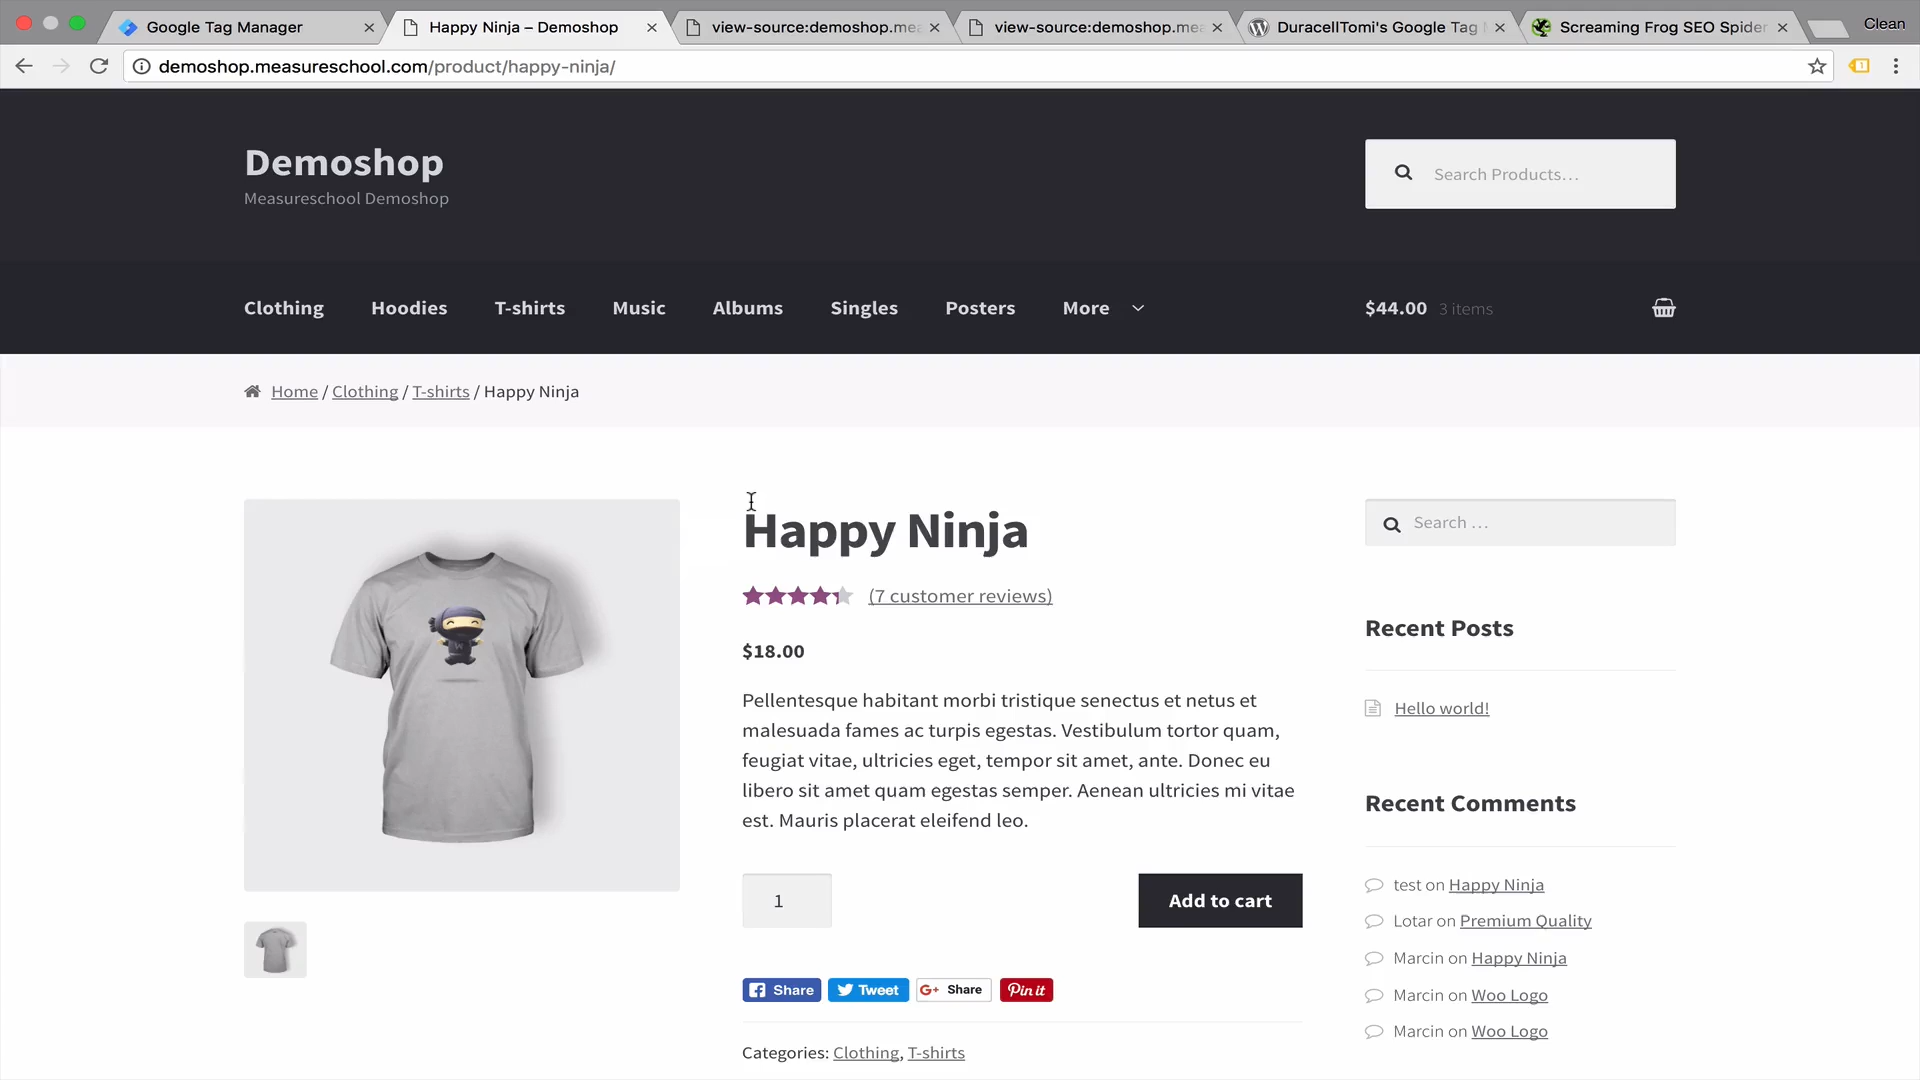 Google Tag Manager
Happy Ninja – Demoshop
view-source:demoshop.mea
view-source:demoshop.mea
DuracellTomi's Google Tag
Screaming Frog SEO Spider
Clean
demoshop.measureschool.com/product/happy-ninja/
Demoshop
Measureschool Demoshop
Search Products…
Clothing
Hoodies
T-shirts
Music
Albums
Singles
Posters
More
$44.00 3 items
Home / Clothing / T-shirts / Happy Ninja
Happy Ninja
(7 customer reviews)
$18.00
Pellentesque habitant morbi tristique senectus et netus et
malesuada fames ac turpis egestas. Vestibulum tortor quam,
feugiat vitae, ultricies eget, tempor sit amet, ante. Donec eu
libero sit amet quam egestas semper. Aenean ultricies mi vitae
est. Mauris placerat eleifend leo.
1
Add to cart
Share
Tweet
G+ Share
Pin it
Categories: Clothing, T-shirts
Search …
Recent Posts
Hello world!
Recent Comments
test on Happy Ninja
Lotar on Premium Quality
Marcin on Happy Ninja
Marcin on Woo Logo
Marcin on Woo Logo